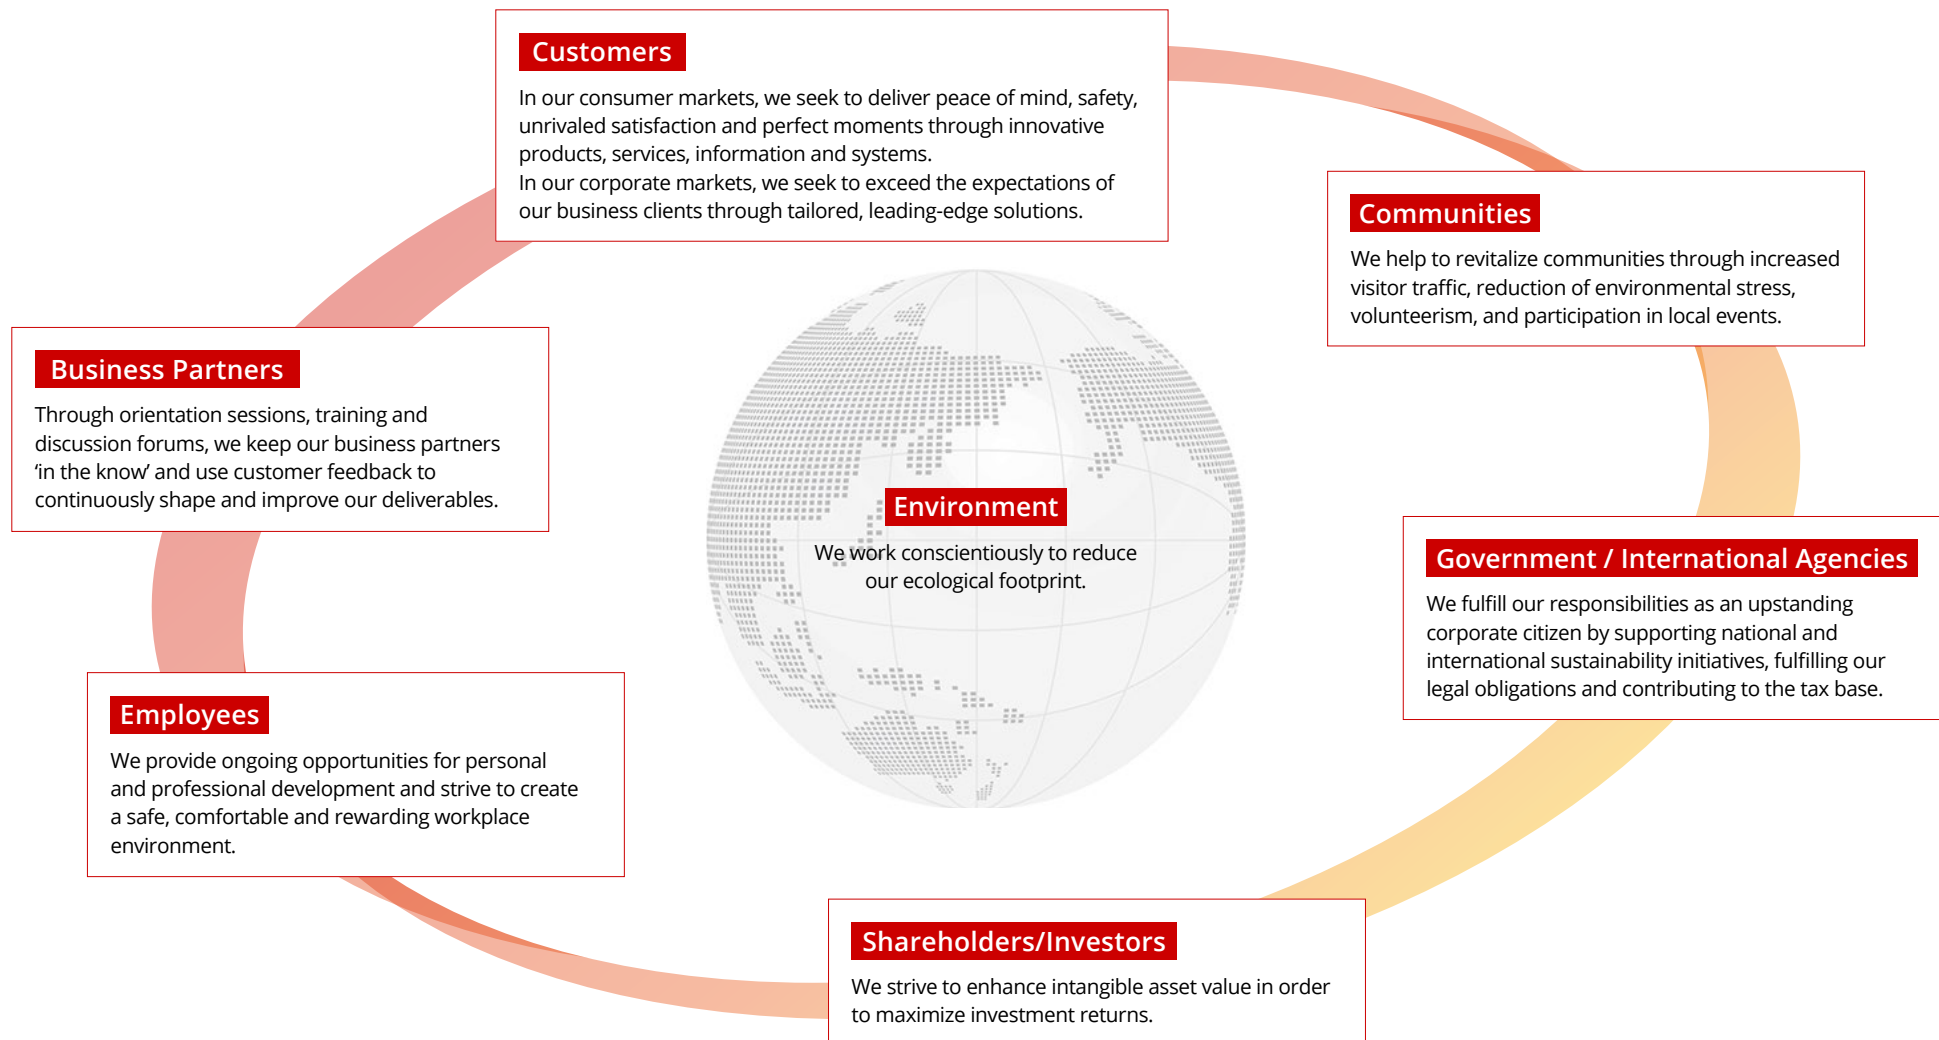 Customers
In our consumer markets, we seek to deliver peace of mind, safety,
unrivaled satisfaction and perfect moments through innovative
products, services, information and systems.
In our corporate markets, we seek to exceed the expectations of
our business clients through tailored, leading-edge solutions.
Communities
We help to revitalize communities through increased
visitor traffic, reduction of environmental stress,
volunteerism, and participation in local events.
Business Partners
Through orientation sessions, training and
discussion forums, we keep our business partners
‘in the know’ and use customer feedback to
continuously shape and improve our deliverables.
Environment
We work conscientiously to reduce
our ecological footprint.
Government / International Agencies
We fulfill our responsibilities as an upstanding
corporate citizen by supporting national and
international sustainability initiatives, fulfilling our
legal obligations and contributing to the tax base.
Employees
We provide ongoing opportunities for personal
and professional development and strive to create
a safe, comfortable and rewarding workplace
environment.
Shareholders/Investors
We strive to enhance intangible asset value in order
to maximize investment returns.